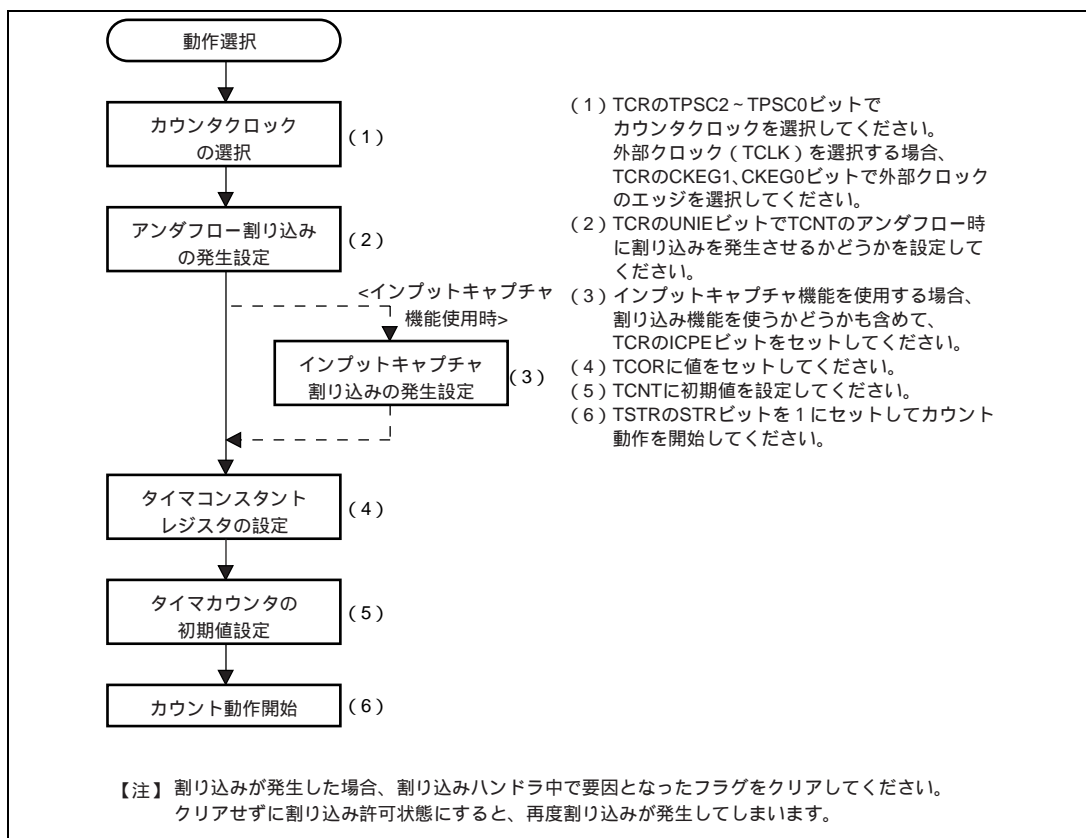 動作選択
カウンタクロック
の選択
(1)
アンダフロー割り込み
の発生設定
(2)
<インプットキャプチャ
機能使用時>
インプットキャプチャ
割り込みの発生設定
(3)
タイマコンスタント
レジスタの設定
(4)
タイマカウンタの
初期値設定
(5)
カウント動作開始
(6)
(1)TCRのTPSC2~TPSC0ビットで
カウンタクロックを選択してください。
外部クロック(TCLK)を選択する場合、
TCRのCKEG1、CKEG0ビットで外部クロック
のエッジを選択してください。
(2)TCRのUNIEビットでTCNTのアンダフロー時
に割り込みを発生させるかどうかを設定して
ください。
(3)インプットキャプチャ機能を使用する場合、
割り込み機能を使うかどうかも含めて、
TCRのICPEビットをセットしてください。
(4)TCORに値をセットしてください。
(5)TCNTに初期値を設定してください。
(6)TSTRのSTRビットを1にセットしてカウント
動作を開始してください。
【注】割り込みが発生した場合、割り込みハンドラ中で要因となったフラグをクリアしてください。
クリアせずに割り込み許可状態にすると、再度割り込みが発生してしまいます。